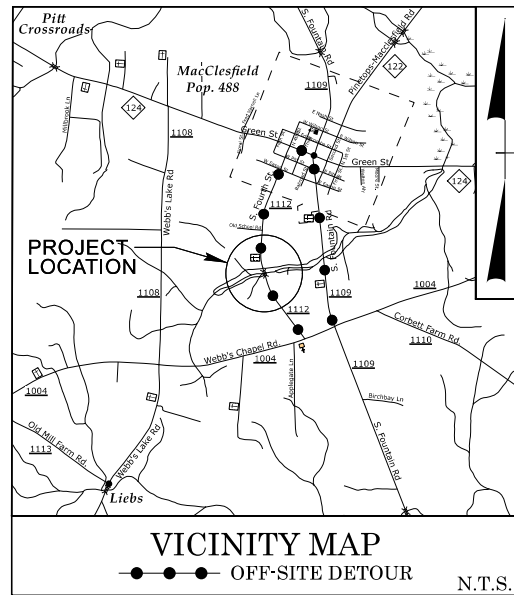 Pitt
Crossroads
MacClesfield
Pop. 488
S. Fountain Rd
1109
Pinetops-Macclesfield Rd
122
Millbrook Ln
124
1108
Webb's Lake Rd
Green St
Green St
124
S. Fourth St
1112
Old School Rd
S. Fountain Rd
PROJECT
LOCATION
1108
1112
1109
1004
Corbett Farm Rd
1110
Webb's Chapel Rd
1004
Applegate Ln
1109
Birchbay Ln
1004
Old Mill Farm Rd
1113
Webb's Lake Rd
S. Fountain Rd
Liebs
VICINITY MAP
OFF-SITE DETOUR
N.T.S.